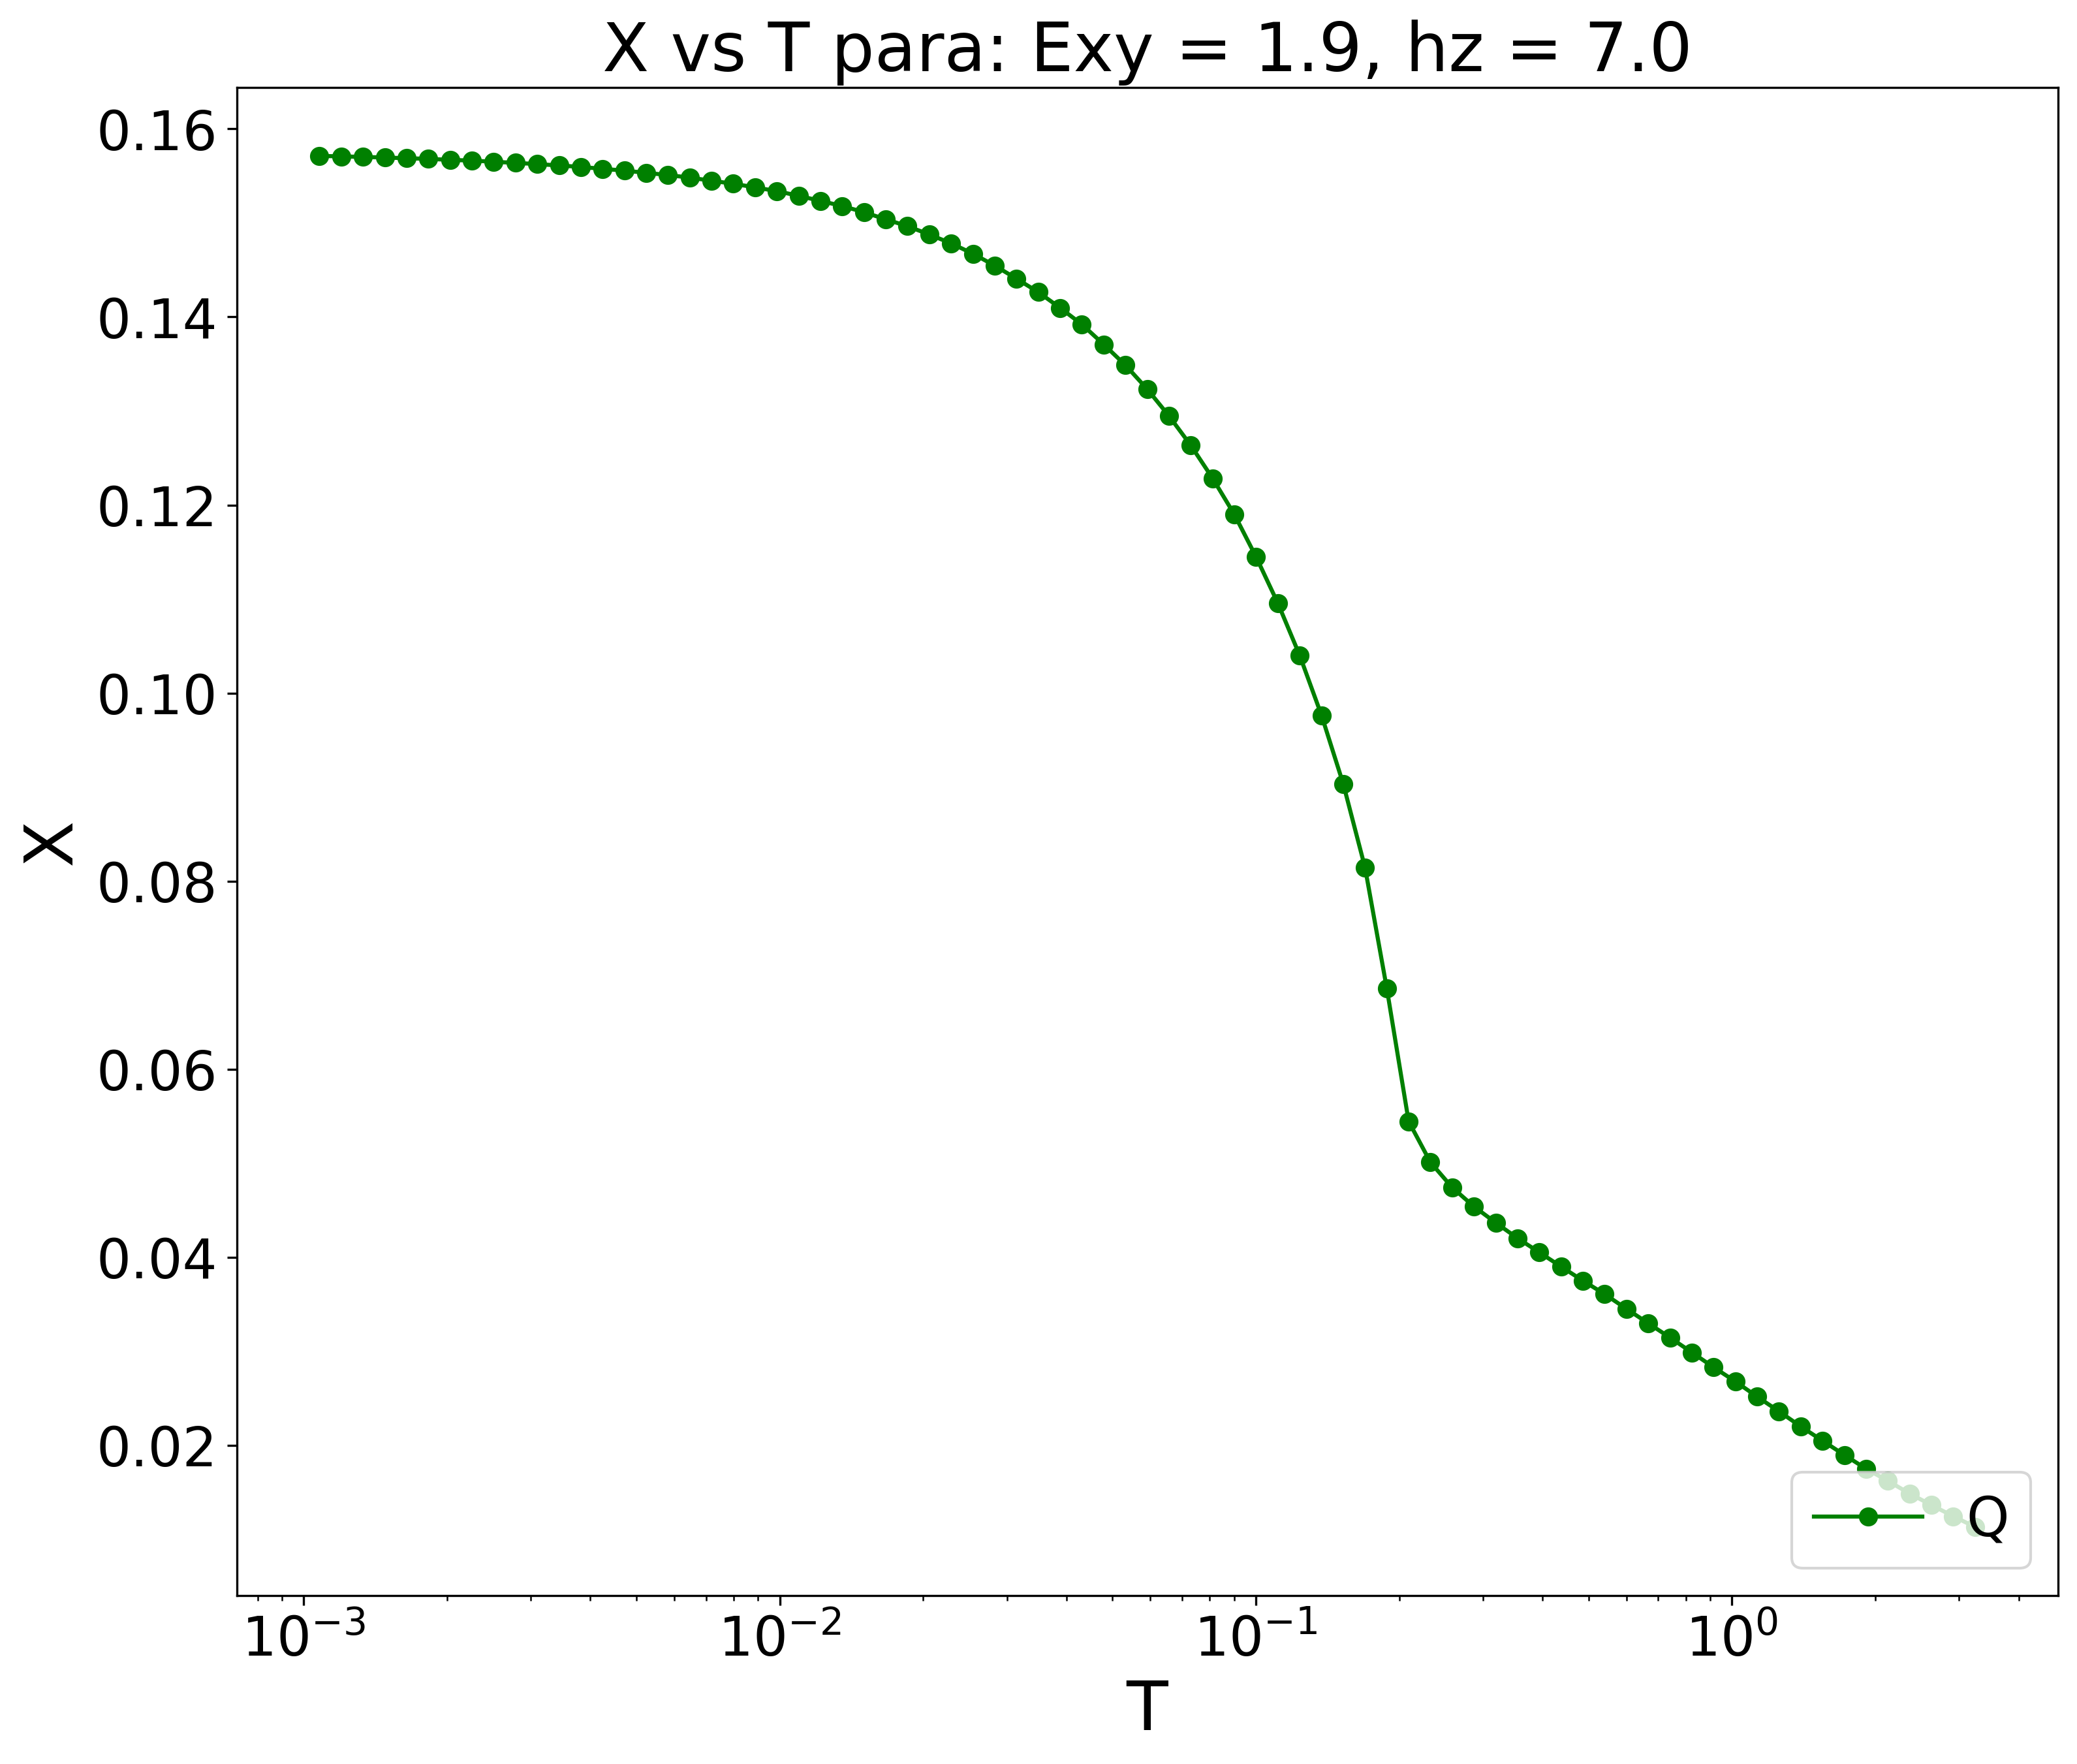 X vs T para: Exy = 1.9, hz = 7.0
X
0.16
0.14
0.12
0.10
0.08
0.06
0.04
0.02
Q
10⁻³ 10⁻² 10⁻¹ 10⁰
T